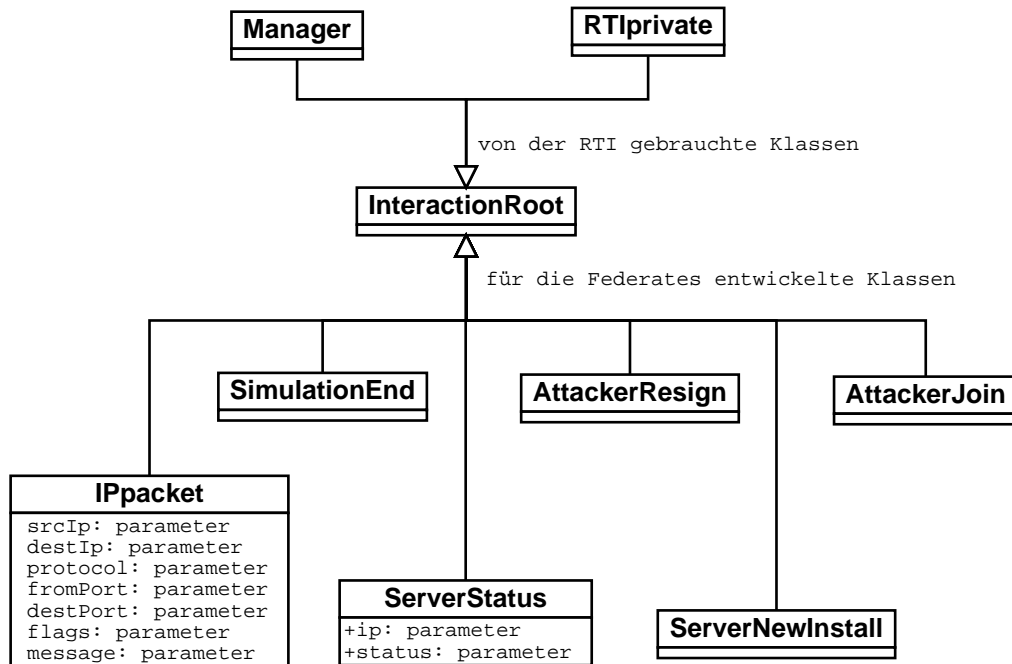 Manager
RTIprivate
von der RTI gebrauchte Klassen
InteractionRoot
für die Federates entwickelte Klassen
SimulationEnd
AttackerResign
AttackerJoin
IPpacket
srcIp: parameter
destIp: parameter
protocol: parameter
fromPort: parameter
destPort: parameter
flags: parameter
message: parameter
ServerStatus
+ip: parameter
+status: parameter
ServerNewInstall